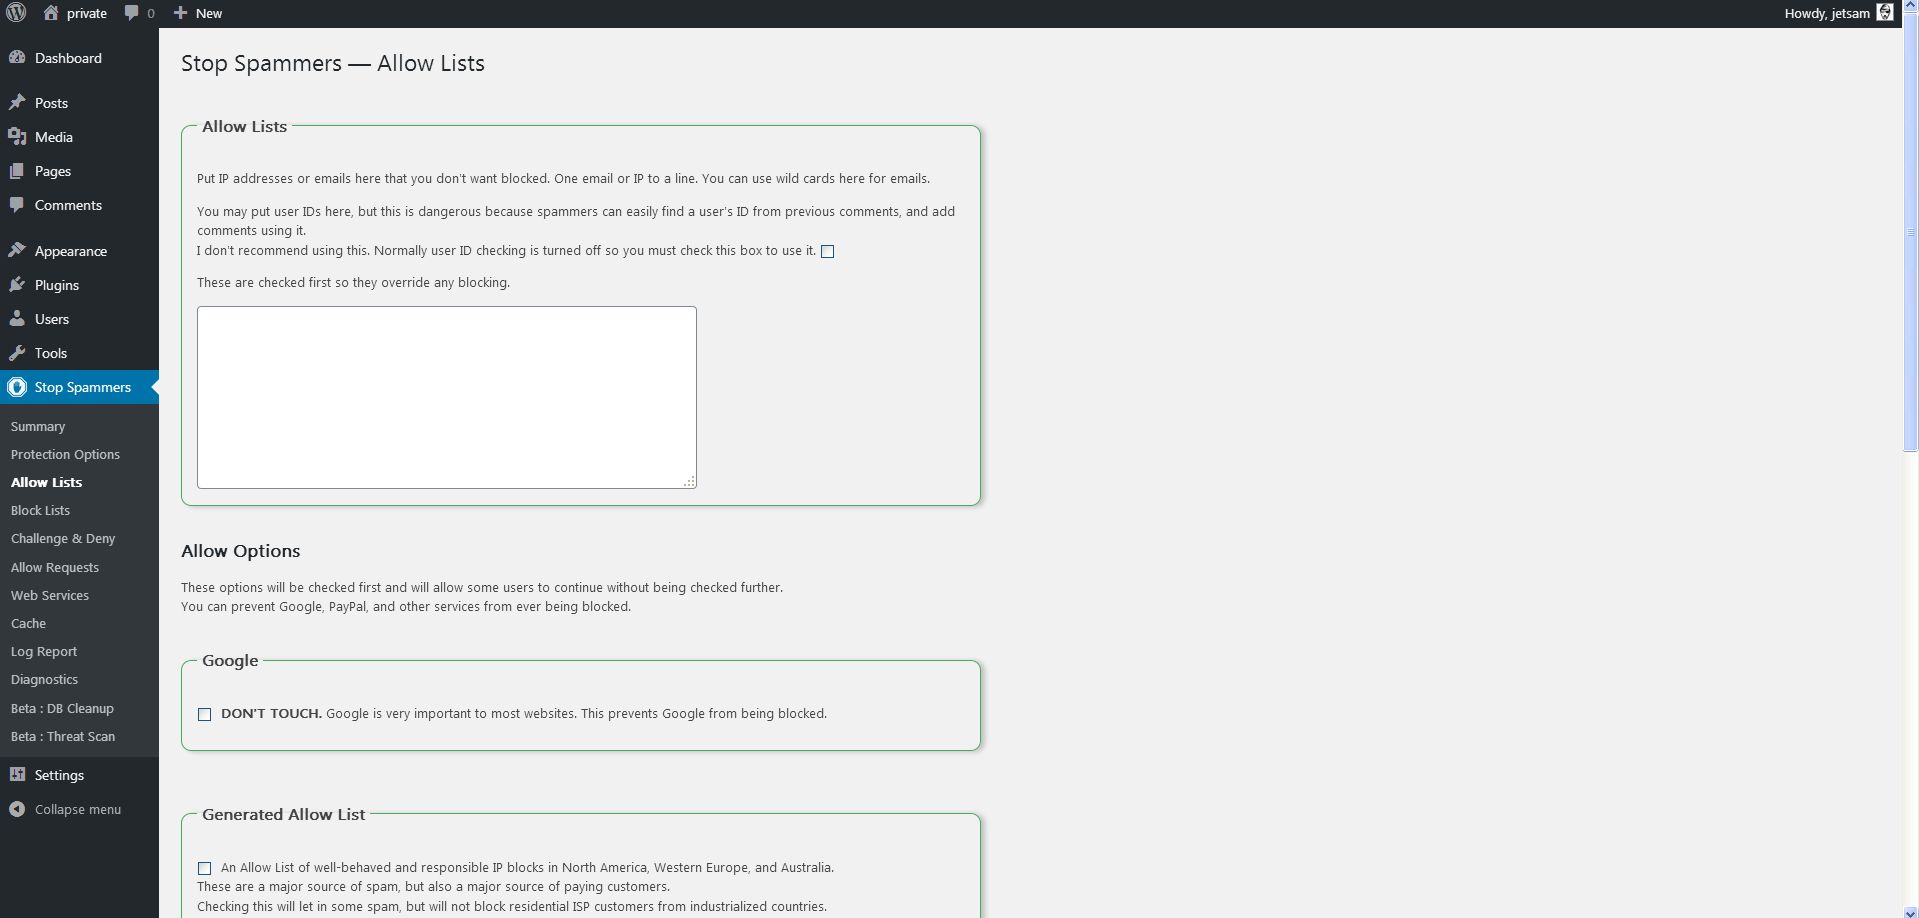 private
0
New
Howdy, jetsam
Dashboard
Posts
Media
Pages
Comments
Appearance
Plugins
Users
Tools
Stop Spammers
Summary
Protection Options
Allow Lists
Block Lists
Challenge & Deny
Allow Requests
Web Services
Cache
Log Report
Diagnostics
Beta : DB Cleanup
Beta : Threat Scan
Settings
Collapse menu
Stop Spammers — Allow Lists
Allow Lists
Put IP addresses or emails here that you don't want blocked. One email or IP to a line. You can use wild cards here for emails.
You may put user IDs here, but this is dangerous because spammers can easily find a user's ID from previous comments, and add
comments using it.
I don't recommend using this. Normally user ID checking is turned off so you must check this box to use it.
These are checked first so they override any blocking.
Allow Options
These options will be checked first and will allow some users to continue without being checked further.
You can prevent Google, PayPal, and other services from ever being blocked.
Google
DON'T TOUCH. Google is very important to most websites. This prevents Google from being blocked.
Generated Allow List
An Allow List of well-behaved and responsible IP blocks in North America, Western Europe, and Australia.
These are a major source of spam, but also a major source of paying customers.
Checking this will let in some spam, but will not block residential ISP customers from industrialized countries.